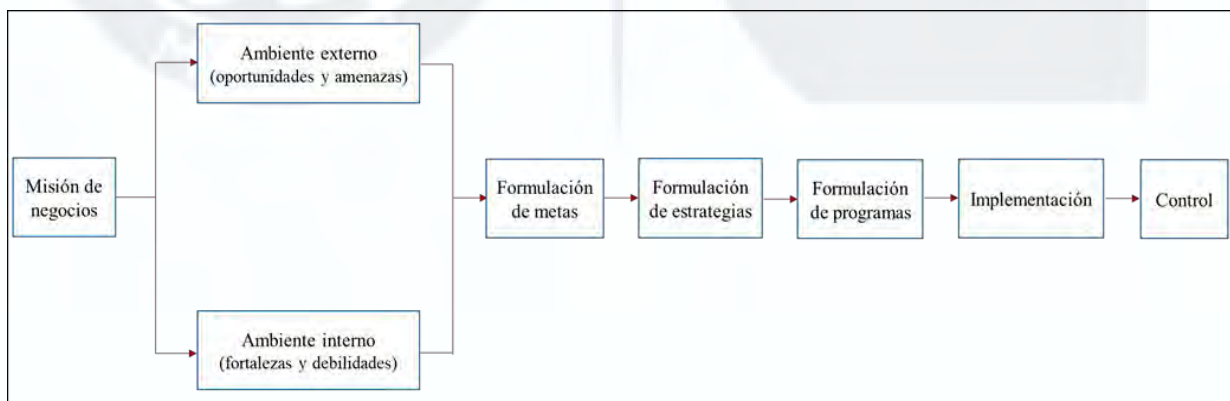 Ambiente externo
(oportunidades y amenazas)
Misión de
negocios
Formulación
de metas
Formulación
de estrategias
Formulación
de programas
Implementación
Control
Ambiente interno
(fortalezas y debilidades)